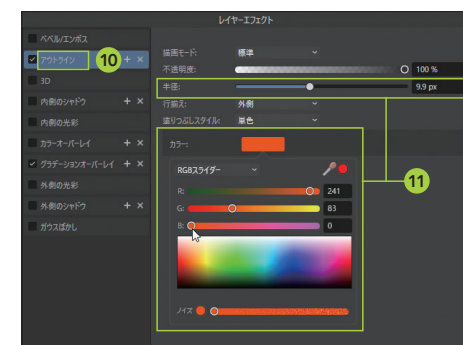 レイヤーエフェクト
ベベル/エンボス
アウトライン
10
+ ×
3D
内側のシャドウ + ×
内側の光彩
カラーオーバーレイ + ×
グラデーションオーバーレイ + ×
外側の光彩
外側のシャドウ + ×
ガウスぼかし
描画モード: 標準
不透明度: 100 %
半径: 9.9 px
行揃え: 外側
塗りつぶしスタイル: 単色
カラー:
RGBスライダー
R: 241
G: 83
B: 0
ノイズ
11